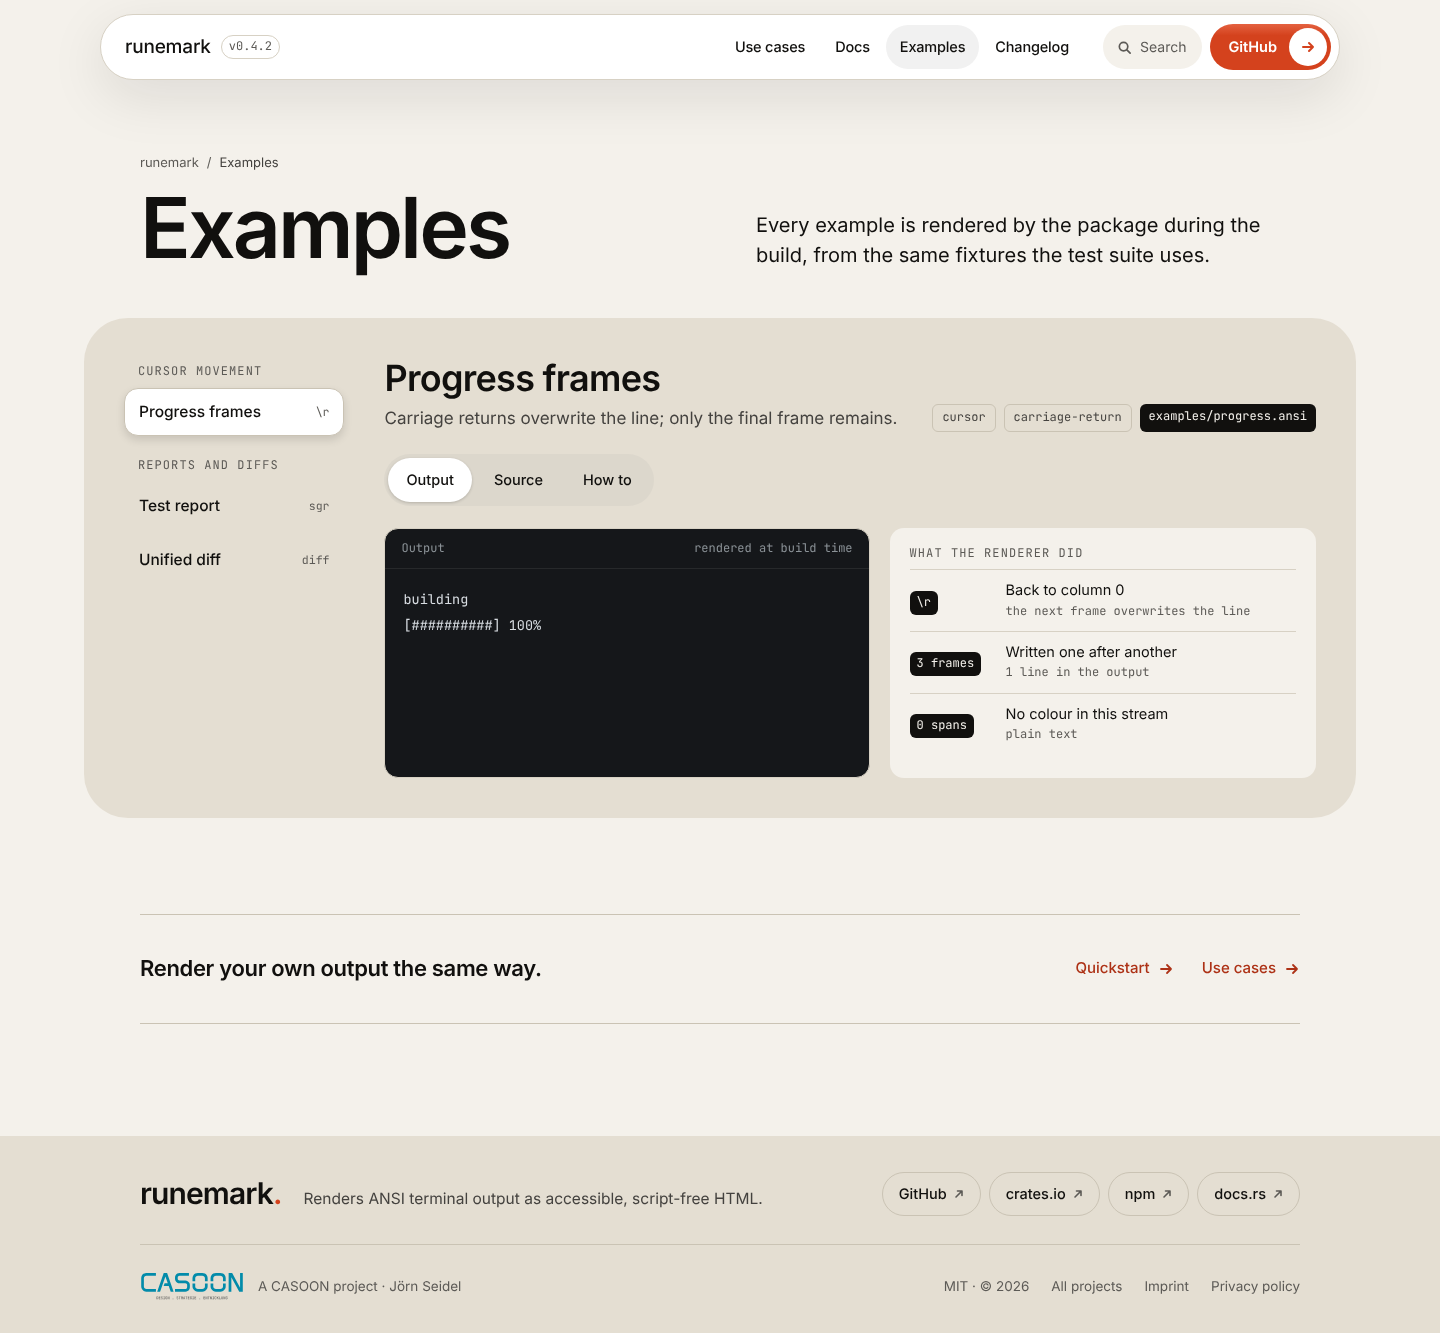 runemark v0.4.2 Use cases Docs Examples Changelog Search GitHub
runemark / Examples
Examples
Every example is rendered by the package during the
build, from the same fixtures the test suite uses.
CURSOR MOVEMENT
Progress frames \r
REPORTS AND DIFFS
Test report sgr
Unified diff diff
Progress frames
Carriage returns overwrite the line; only the final frame remains.
cursor carriage-return examples/progress.ansi
Output Source How to
Output rendered at build time
building
[##########] 100%
WHAT THE RENDERER DID
\r Back to column 0
the next frame overwrites the line
3 frames Written one after another
1 line in the output
0 spans No colour in this stream
plain text
Render your own output the same way.
Quickstart Use cases
runemark. Renders ANSI terminal output as accessible, script-free HTML.
GitHub crates.io npm docs.rs
CASOON
A CASOON project · Jörn Seidel
MIT · © 2026 All projects Imprint Privacy policy